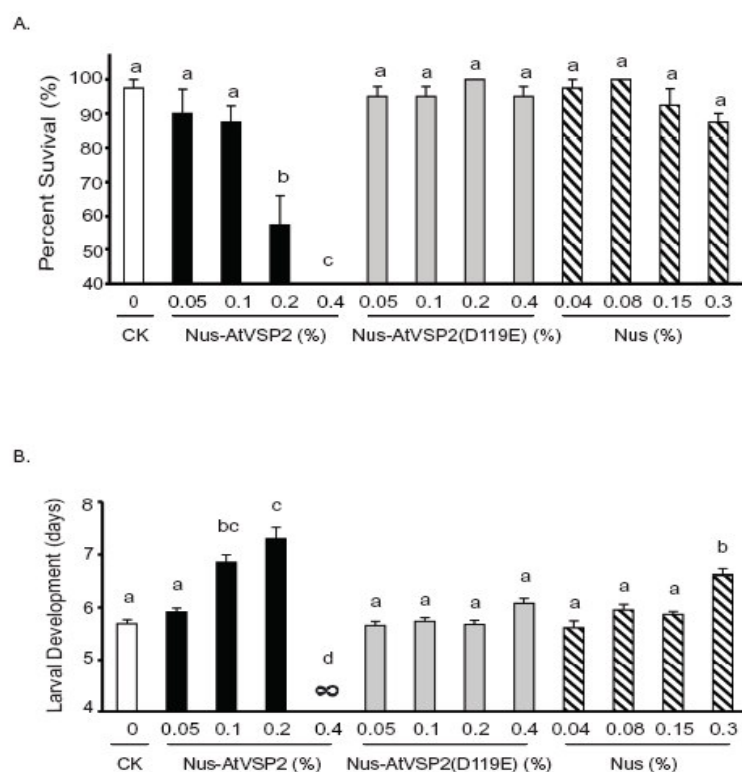 A.
Percent Suvival (%)
100
90
80
70
60
50
40
a a a b c a a a a a a a a
0 0.05 0.1 0.2 0.4 0.05 0.1 0.2 0.4 0.04 0.08 0.15 0.3
CK Nus-AtVSP2 (%) Nus-AtVSP2(D119E) (%) Nus (%)
B.
Larval Development (days)
8
7
6
5
4
a a bc c d a a a a a a a b
∞
0 0.05 0.1 0.2 0.4 0.05 0.1 0.2 0.4 0.04 0.08 0.15 0.3
CK Nus-AtVSP2 (%) Nus-AtVSP2(D119E) (%) Nus (%)